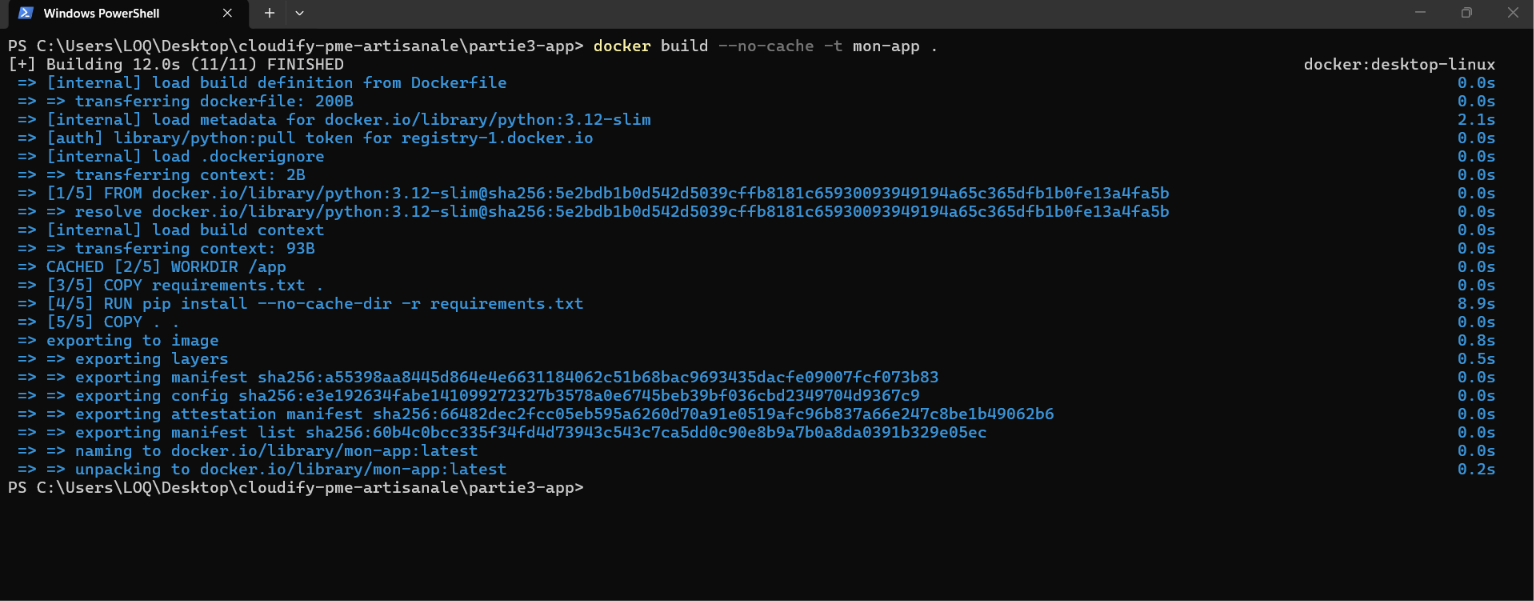 Windows PowerShell
PS C:\Users\LOQ\Desktop\cloudify-pme-artisanale\partie3-app> docker build --no-cache -t mon-app .
[+] Building 12.0s (11/11) FINISHED docker:desktop-linux
=> [internal] load build definition from Dockerfile 0.0s
=> => transferring dockerfile: 200B 0.0s
=> [internal] load metadata for docker.io/library/python:3.12-slim 2.1s
=> [auth] library/python:pull token for registry-1.docker.io 0.0s
=> [internal] load .dockerignore 0.0s
=> => transferring context: 2B 0.0s
=> [1/5] FROM docker.io/library/python:3.12-slim@sha256:5e2bdb1b0d542d5039cffb8181c65930093949194a65c365dfb1b0fe13a4fa5b 0.0s
=> => resolve docker.io/library/python:3.12-slim@sha256:5e2bdb1b0d542d5039cffb8181c65930093949194a65c365dfb1b0fe13a4fa5b 0.0s
=> [internal] load build context 0.0s
=> => transferring context: 93B 0.0s
=> CACHED [2/5] WORKDIR /app 0.0s
=> [3/5] COPY requirements.txt . 0.0s
=> [4/5] RUN pip install --no-cache-dir -r requirements.txt 8.9s
=> [5/5] COPY . . 0.0s
=> exporting to image 0.8s
=> => exporting layers 0.5s
=> => exporting manifest sha256:a55398aa8445d864e4e6631184062c51b68bac9693435dacfe09007fcf073b83 0.0s
=> => exporting config sha256:e3e192634fabe141099272327b3578a0e6745beb39bf036cbd2349704d9367c9 0.0s
=> => exporting attestation manifest sha256:66482dec2fcc05eb595a6260d70a91e0519afc96b837a66e247c8be1b49062b6 0.0s
=> => exporting manifest list sha256:60b4c0bcc335f34fd4d73943c543c7ca5dd0c90e8b9a7b0a8da0391b329e05ec 0.0s
=> => naming to docker.io/library/mon-app:latest 0.0s
=> => unpacking to docker.io/library/mon-app:latest 0.2s
PS C:\Users\LOQ\Desktop\cloudify-pme-artisanale\partie3-app>